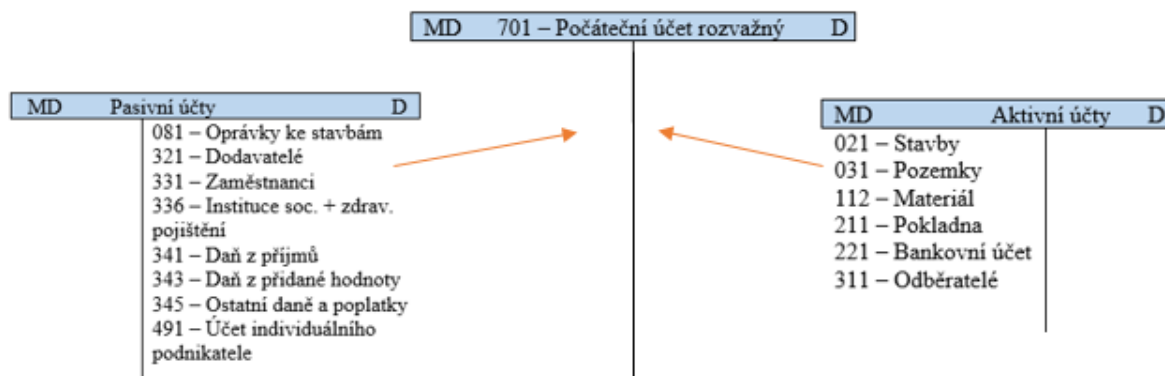 MD 701 – Počáteční účet rozvažný D
MD Pasivní účty D
081 – Oprávky ke stavbám
321 – Dodavatelé
331 – Zaměstnanci
336 – Instituce soc. + zdrav.
pojištění
341 – Daň z příjmů
343 – Daň z přidané hodnoty
345 – Ostatní daně a poplatky
491 – Účet individuálního
podnikatele
MD Aktivní účty D
021 – Stavby
031 – Pozemky
112 – Materiál
211 – Pokladna
221 – Bankovní účet
311 – Odběratelé